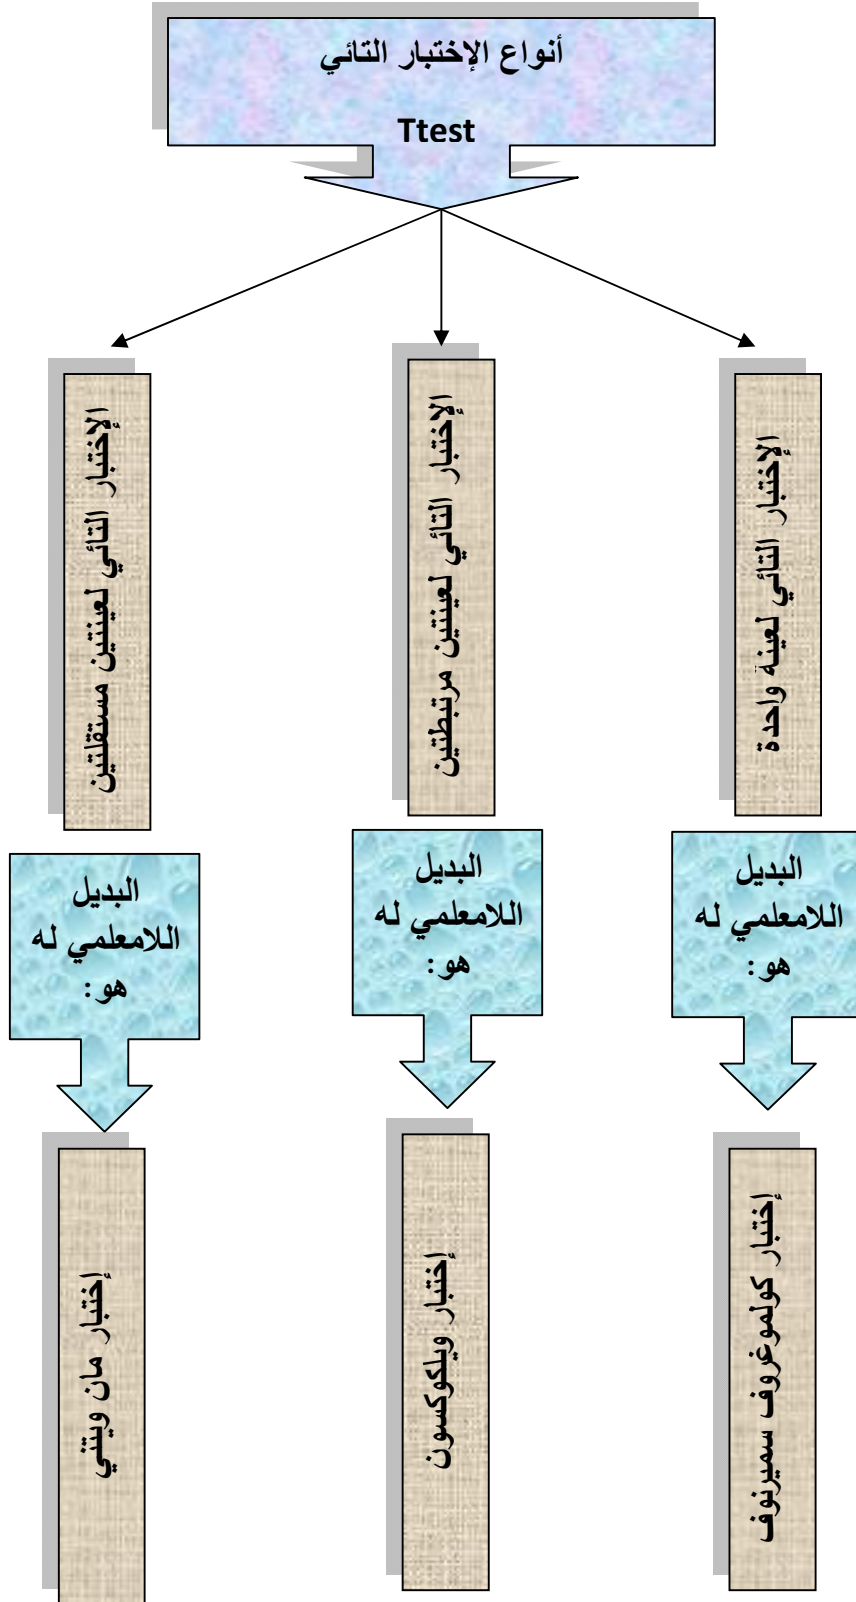 أنواع الإختبار التائي
Ttest
الإختبار التائي لعينة واحدة
الإختبار التائي لعينتين مرتبطتين
الإختبار التائي لعينتين مستقلتين
البديل
اللامعلمي له
هو:
البديل
اللامعلمي له
هو:
البديل
اللامعلمي له
هو:
إختبار كولموغروف سميرنوف
إختبار ويلكوكسون
إختبار مان ويتني